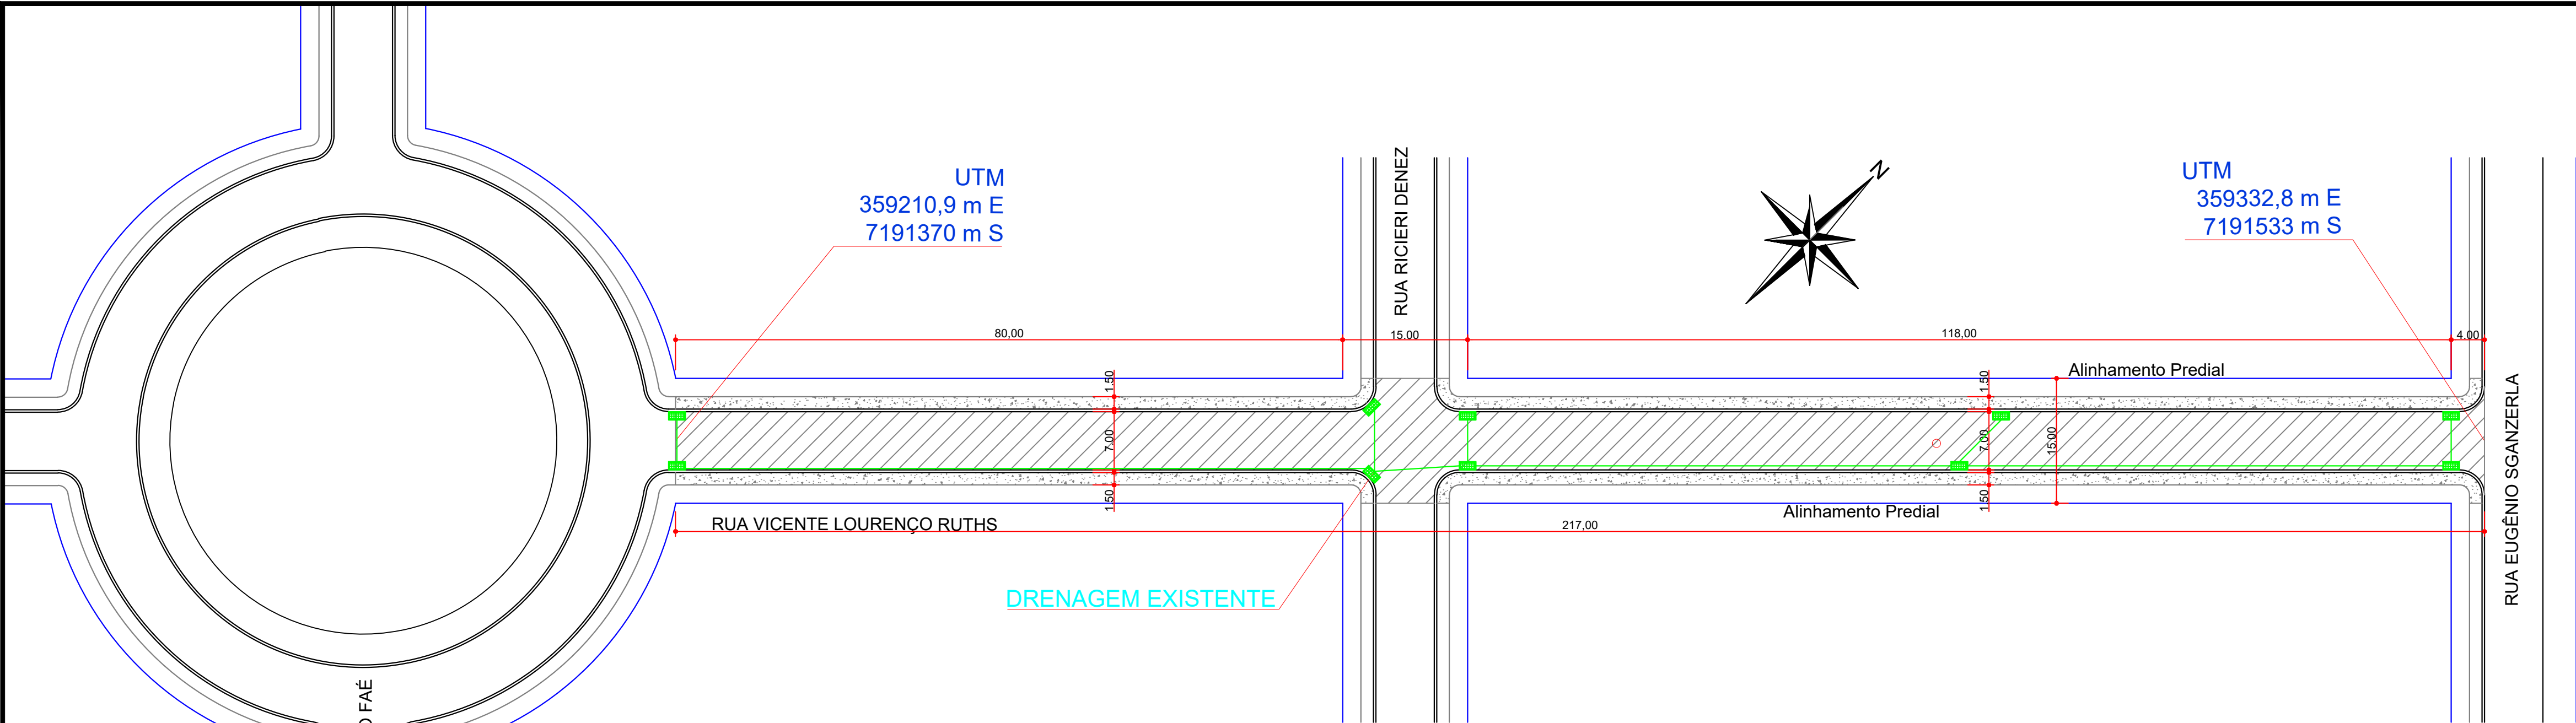 UTM
359210,9 m E
7191370 m S
RUA RICIERI DENEZ
N
UTM
359332,8 m E
7191533 m S
80,00
15.00
118,00
4.00
Alinhamento Predial
1.50
7.00
1.50
1.50
7.00
1.50
15.00
RUA VICENTE LOURENÇO RUTHS
217,00
Alinhamento Predial
RUA EUGÊNIO SGANZERLA
DRENAGEM EXISTENTE
FAÉ